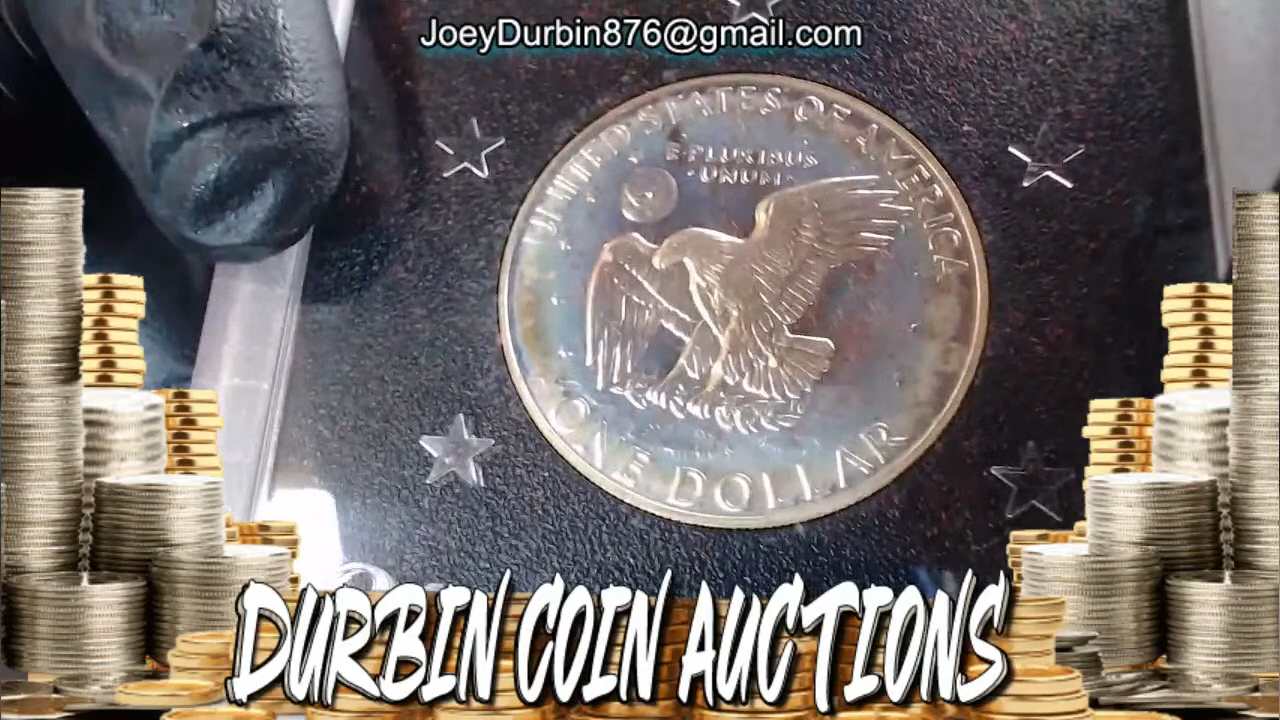 JoeyDurbin876@gmail.com
UNITED STATES OF AMERICA
E PLURIBUS
·UNUM·
ONE DOLLAR
DURBIN COIN AUCTIONS